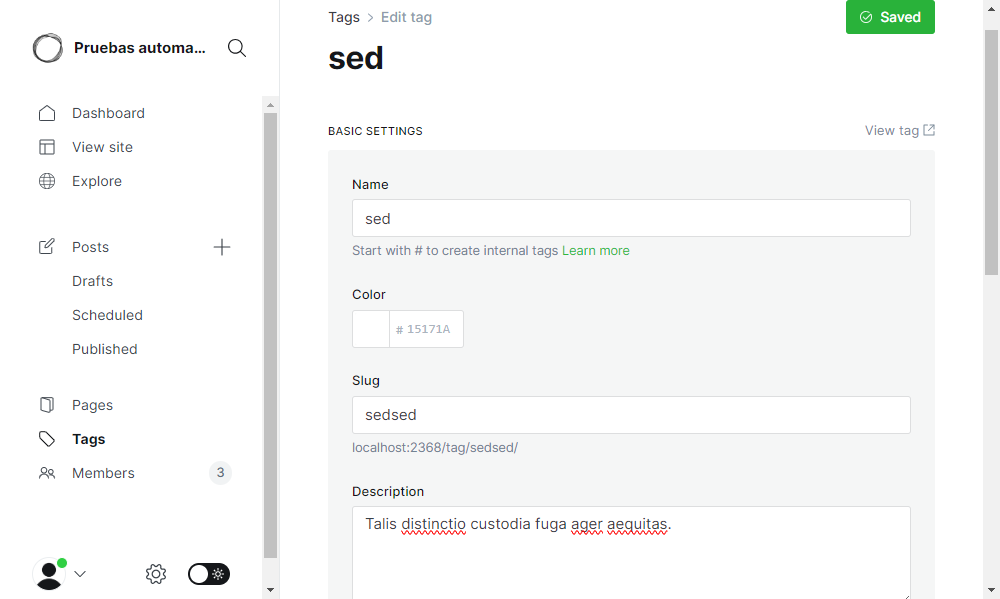 Pruebas automa...
Dashboard
View site
Explore
Posts
Drafts
Scheduled
Published
Pages
Tags
Members 3
Tags > Edit tag
Saved
sed
BASIC SETTINGS
View tag
Name
sed
Start with # to create internal tags Learn more
Color
# 15171A
Slug
sedsed
localhost:2368/tag/sedsed/
Description
Talis distinctio custodia fuga ager aequitas.